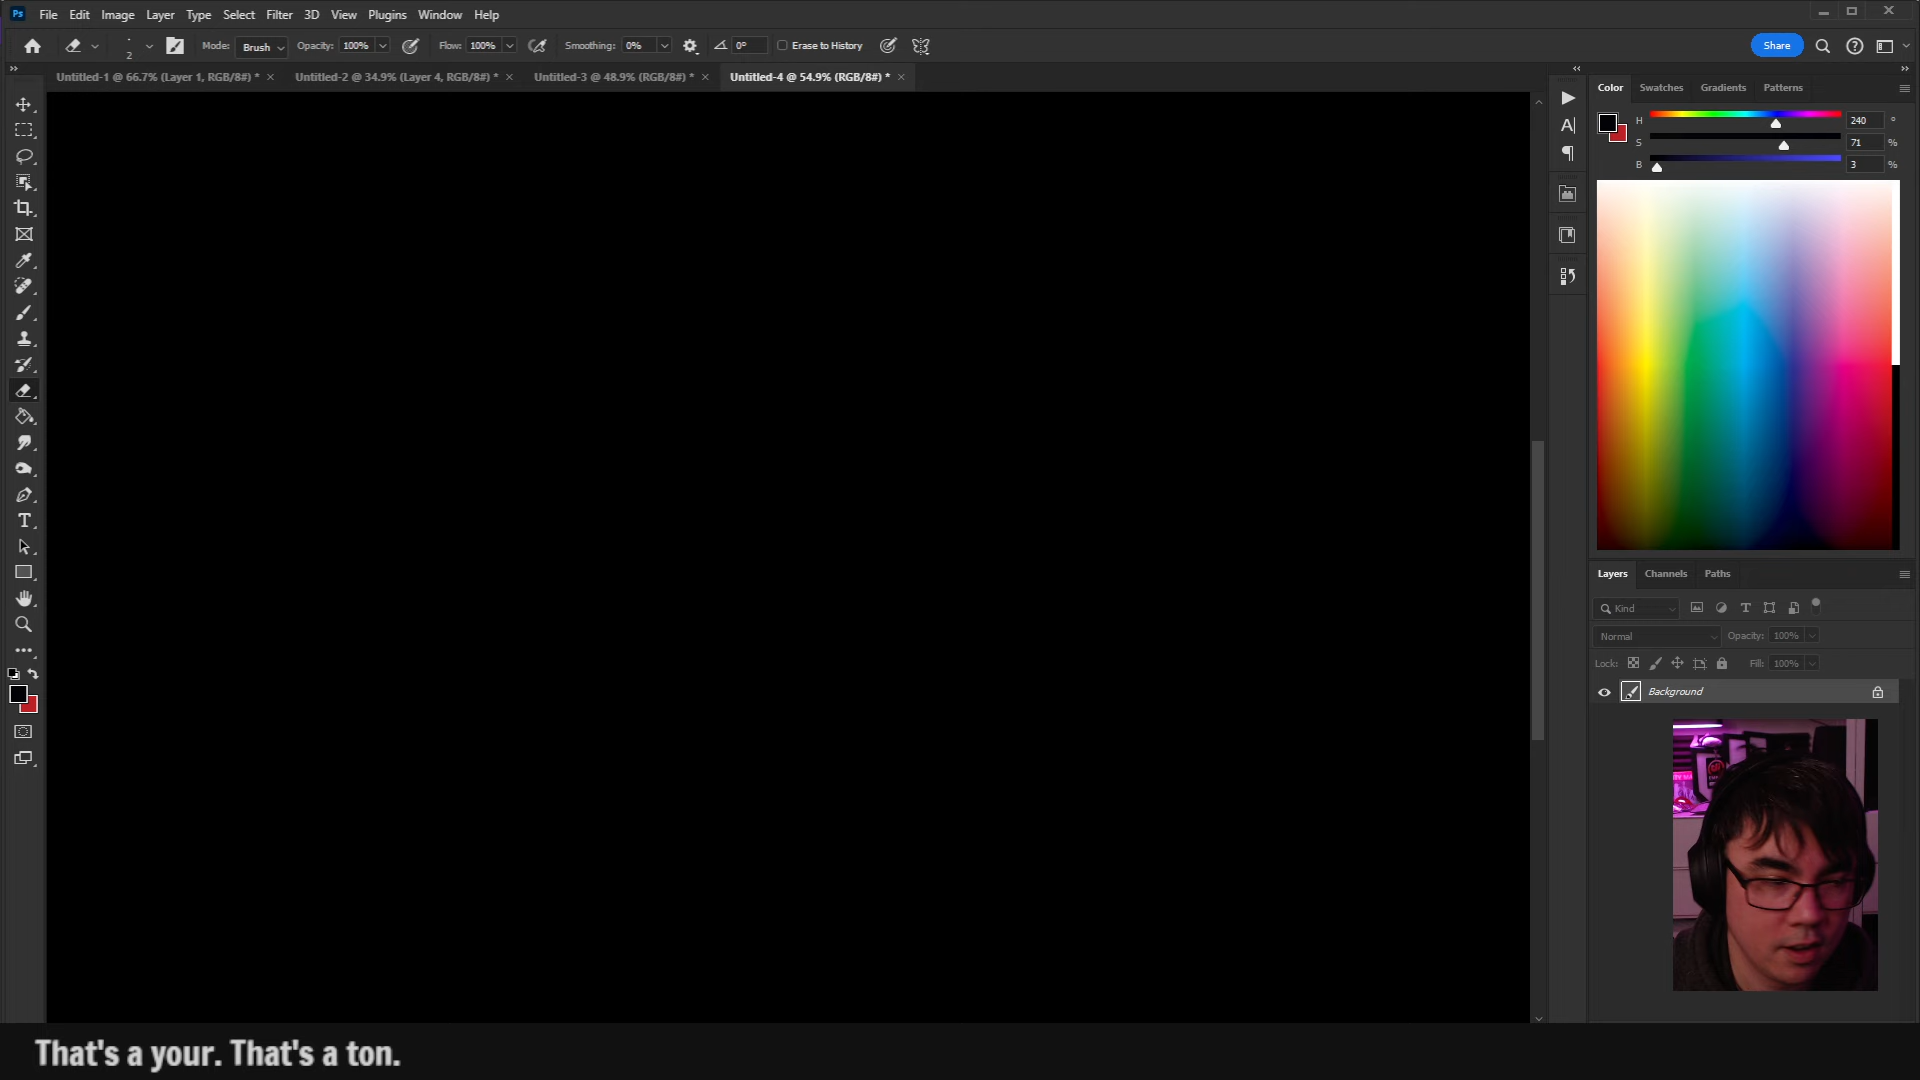 Ps File Edit Image Layer Type Select Filter 3D View Plugins Window Help
2 Mode: Brush Opacity: 100% Flow: 100% Smoothing: 0% 0° Erase to History Share
Untitled-1 @ 66.7% (Layer 1, RGB/8#) * Untitled-2 @ 34.9% (Layer 4, RGB/8#) * Untitled-3 @ 48.9% (RGB/8#) * Untitled-4 @ 54.9% (RGB/8#) *
Color Swatches Gradients Patterns
H 240 °
S 71 %
B 3 %
Layers Channels Paths
Kind
Normal Opacity: 100%
Lock: Fill: 100%
Background
That's a your. That's a ton.